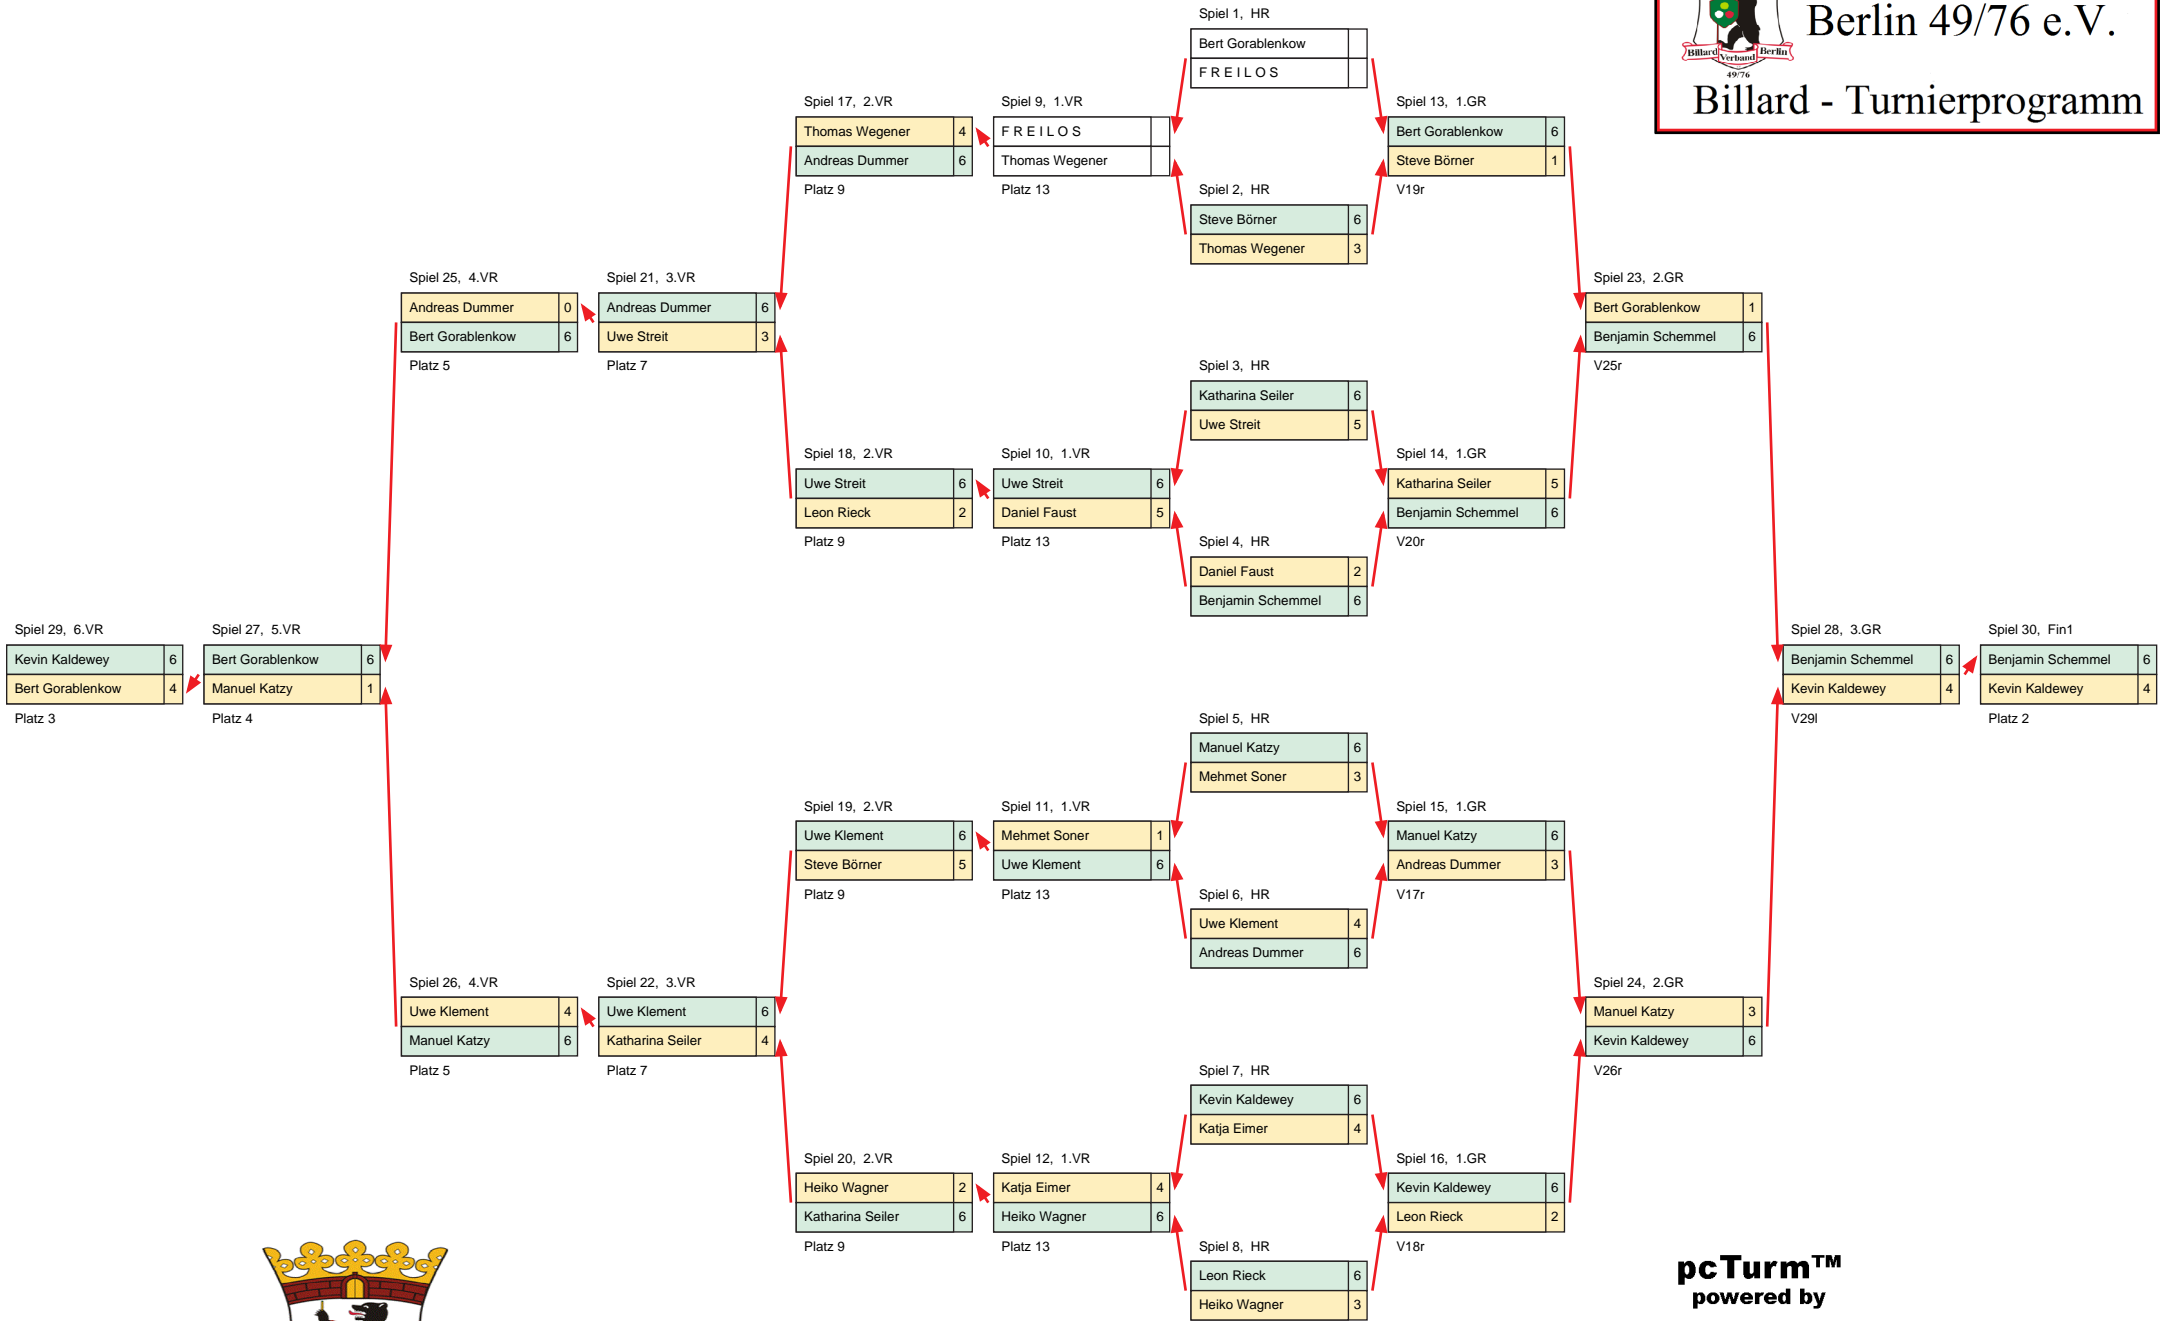 Berlin 49/76 e.V.
Billard Verband Berlin
49/76
Billard - Turnierprogramm
Spiel 1, HR
Bert Gorablenkow
F R E I L O S
Spiel 17, 2.VR
Thomas Wegener 4
Andreas Dummer 6
Platz 9
Spiel 9, 1.VR
F R E I L O S
Thomas Wegener
Platz 13
Spiel 13, 1.GR
Bert Gorablenkow 6
Steve Börner 1
V19r
Spiel 2, HR
Steve Börner 6
Thomas Wegener 3
Spiel 25, 4.VR
Andreas Dummer 0
Bert Gorablenkow 6
Platz 5
Spiel 21, 3.VR
Andreas Dummer 6
Uwe Streit 3
Platz 7
Spiel 23, 2.GR
Bert Gorablenkow 1
Benjamin Schemmel 6
V25r
Spiel 3, HR
Katharina Seiler 6
Uwe Streit 5
Spiel 18, 2.VR
Uwe Streit 6
Leon Rieck 2
Platz 9
Spiel 10, 1.VR
Uwe Streit 6
Daniel Faust 5
Platz 13
Spiel 14, 1.GR
Katharina Seiler 5
Benjamin Schemmel 6
V20r
Spiel 4, HR
Daniel Faust 2
Benjamin Schemmel 6
Spiel 29, 6.VR
Kevin Kaldewey 6
Bert Gorablenkow 4
Platz 3
Spiel 27, 5.VR
Bert Gorablenkow 6
Manuel Katzy 1
Platz 4
Spiel 28, 3.GR
Benjamin Schemmel 6
Kevin Kaldewey 4
V29l
Spiel 30, Fin1
Benjamin Schemmel 6
Kevin Kaldewey 4
Platz 2
Spiel 5, HR
Manuel Katzy 6
Mehmet Soner 3
Spiel 19, 2.VR
Uwe Klement 6
Steve Börner 5
Platz 9
Spiel 11, 1.VR
Mehmet Soner 1
Uwe Klement 6
Platz 13
Spiel 15, 1.GR
Manuel Katzy 6
Andreas Dummer 3
V17r
Spiel 6, HR
Uwe Klement 4
Andreas Dummer 6
Spiel 26, 4.VR
Uwe Klement 4
Manuel Katzy 6
Platz 5
Spiel 22, 3.VR
Uwe Klement 6
Katharina Seiler 4
Platz 7
Spiel 24, 2.GR
Manuel Katzy 3
Kevin Kaldewey 6
V26r
Spiel 7, HR
Kevin Kaldewey 6
Katja Eimer 4
Spiel 20, 2.VR
Heiko Wagner 2
Katharina Seiler 6
Platz 9
Spiel 12, 1.VR
Katja Eimer 4
Heiko Wagner 6
Platz 13
Spiel 16, 1.GR
Kevin Kaldewey 6
Leon Rieck 2
V18r
Spiel 8, HR
Leon Rieck 6
Heiko Wagner 3
pcTurm™
powered by